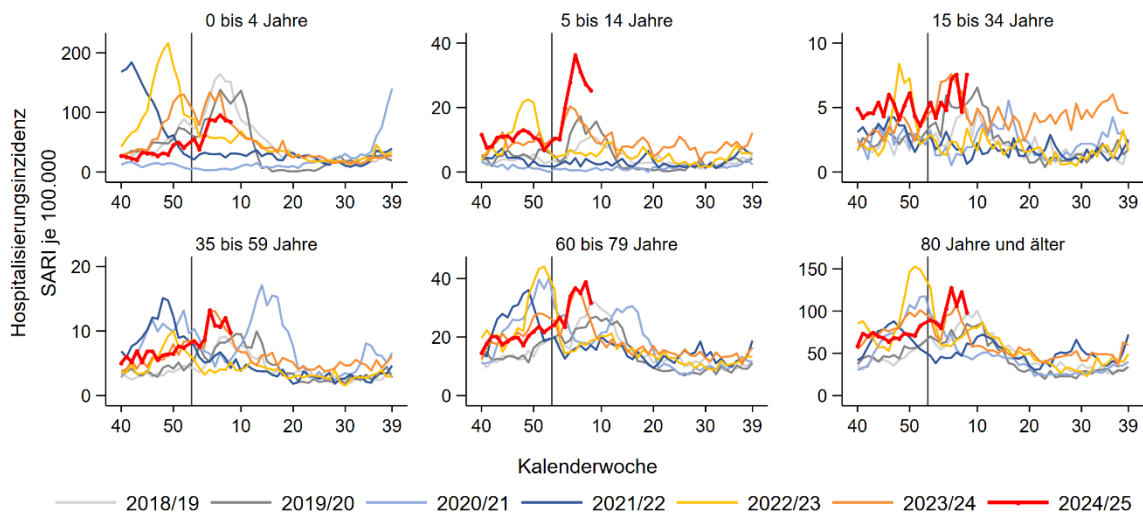 0 bis 4 Jahre
5 bis 14 Jahre
15 bis 34 Jahre
200
100
0
40
20
0
10
5
0
40 50 10 20 30 39
40 50 10 20 30 39
40 50 10 20 30 39
Hospitalisierungsinzidenz
SARI je 100.000
35 bis 59 Jahre
60 bis 79 Jahre
80 Jahre und älter
20
10
0
60
40
20
0
150
100
50
0
40 50 10 20 30 39
40 50 10 20 30 39
40 50 10 20 30 39
Kalenderwoche
2018/19 2019/20 2020/21 2021/22 2022/23 2023/24 2024/25